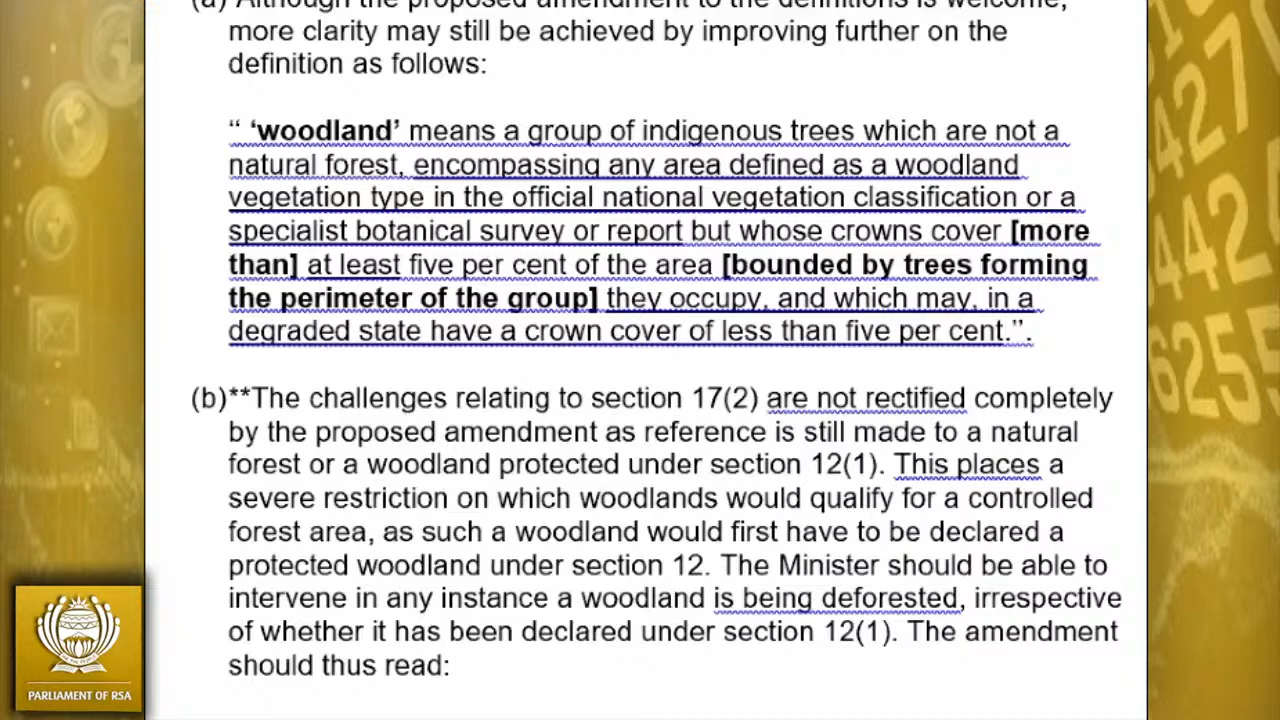 (a) Although the proposed amendment to the definitions is welcome,
more clarity may still be achieved by improving further on the
definition as follows:
“ ‘woodland’ means a group of indigenous trees which are not a
natural forest, encompassing any area defined as a woodland
vegetation type in the official national vegetation classification or a
specialist botanical survey or report but whose crowns cover [more
than] at least five per cent of the area [bounded by trees forming
the perimeter of the group] they occupy, and which may, in a
degraded state have a crown cover of less than five per cent.”.
(b)**The challenges relating to section 17(2) are not rectified completely
by the proposed amendment as reference is still made to a natural
forest or a woodland protected under section 12(1). This places a
severe restriction on which woodlands would qualify for a controlled
forest area, as such a woodland would first have to be declared a
protected woodland under section 12. The Minister should be able to
intervene in any instance a woodland is being deforested, irrespective
of whether it has been declared under section 12(1). The amendment
should thus read:
PARLIAMENT OF RSA